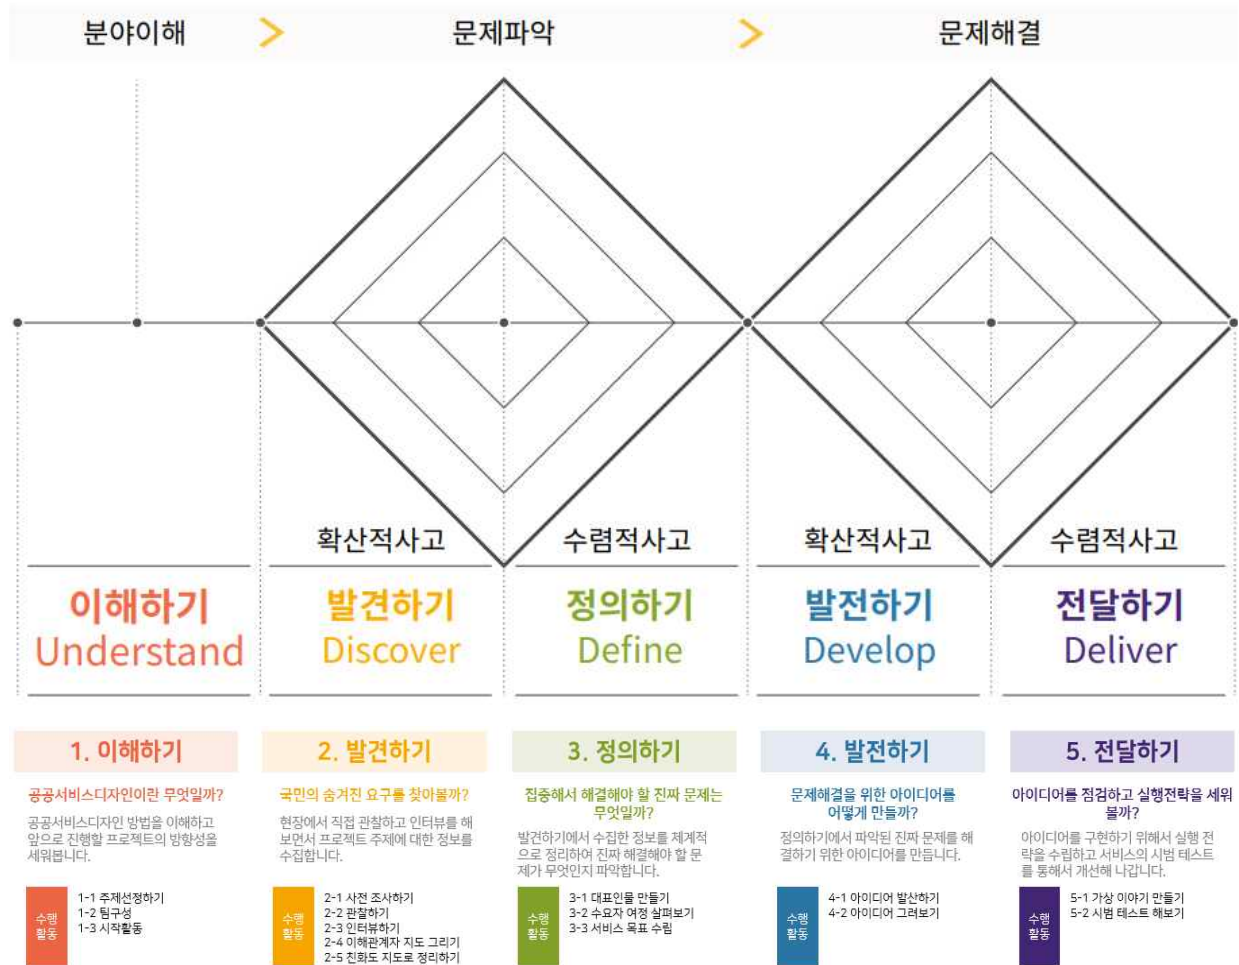 분야이해
문제파악
문제해결
확산적사고
수렴적사고
확산적사고
수렴적사고
이해하기
Understand
발견하기
Discover
정의하기
Define
발전하기
Develop
전달하기
Deliver
1. 이해하기
공공서비스디자인이란 무엇일까?
공공서비스디자인 방법을 이해하고
앞으로 진행할 프로젝트의 방향성을
세워봅니다.
수행
활동
1-1 주제선정하기
1-2 팀구성
1-3 시작활동
2. 발견하기
국민의 숨겨진 요구를 찾아볼까?
현장에서 직접 관찰하고 인터뷰를 해
보면서 프로젝트 주제에 대한 정보를
수집합니다.
수행
활동
2-1 사전 조사하기
2-2 관찰하기
2-3 인터뷰하기
2-4 이해관계자 지도 그리기
2-5 친화도 지도로 정리하기
3. 정의하기
집중해서 해결해야 할 진짜 문제는
무엇일까?
발견하기에서 수집한 정보를 체계적
으로 정리하여 진짜 해결해야 할 문
제가 무엇인지 파악합니다.
수행
활동
3-1 대표인물 만들기
3-2 수요자 여정 살펴보기
3-3 서비스 목표 수립
4. 발전하기
문제해결을 위한 아이디어를
어떻게 만들까?
정의하기에서 파악된 진짜 문제를 해
결하기 위한 아이디어를 만듭니다.
수행
활동
4-1 아이디어 발산하기
4-2 아이디어 그려보기
5. 전달하기
아이디어를 점검하고 실행전략을 세워
볼까?
아이디어를 구현하기 위해서 실행 전
략을 수립하고 서비스의 시범 테스트
를 통해서 개선해 나갑니다.
수행
활동
5-1 가상 이야기 만들기
5-2 시범 테스트 해보기